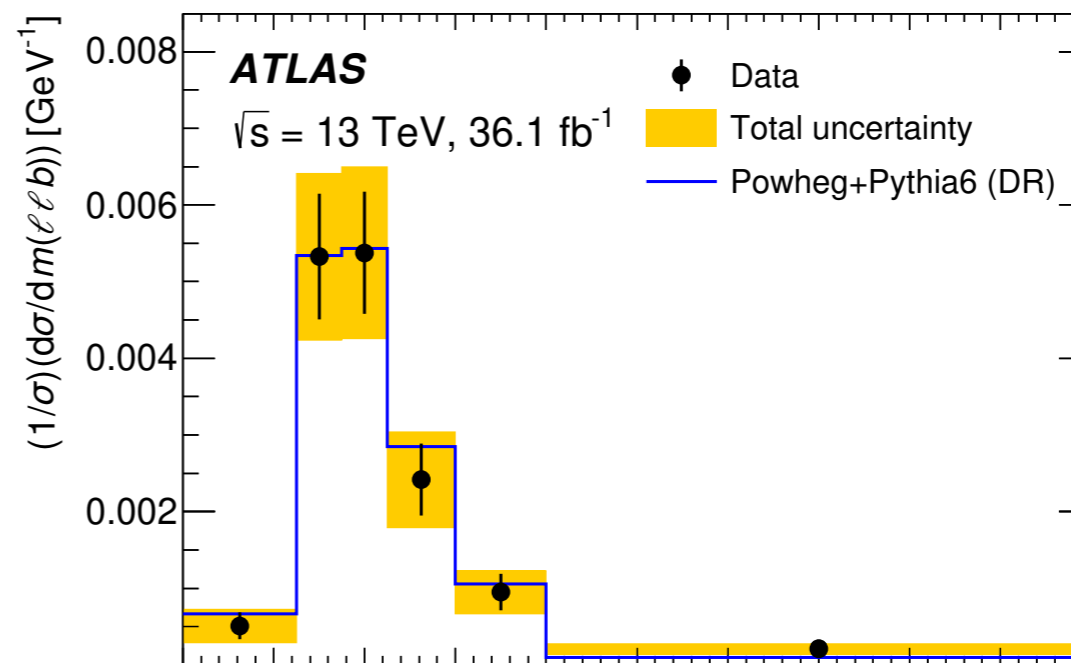 (1/σ)(dσ/dm(ℓℓb)) [GeV⁻¹]
0.008
0.006
0.004
0.002
ATLAS
√s = 13 TeV, 36.1 fb⁻¹
Data
Total uncertainty
Powheg+Pythia6 (DR)